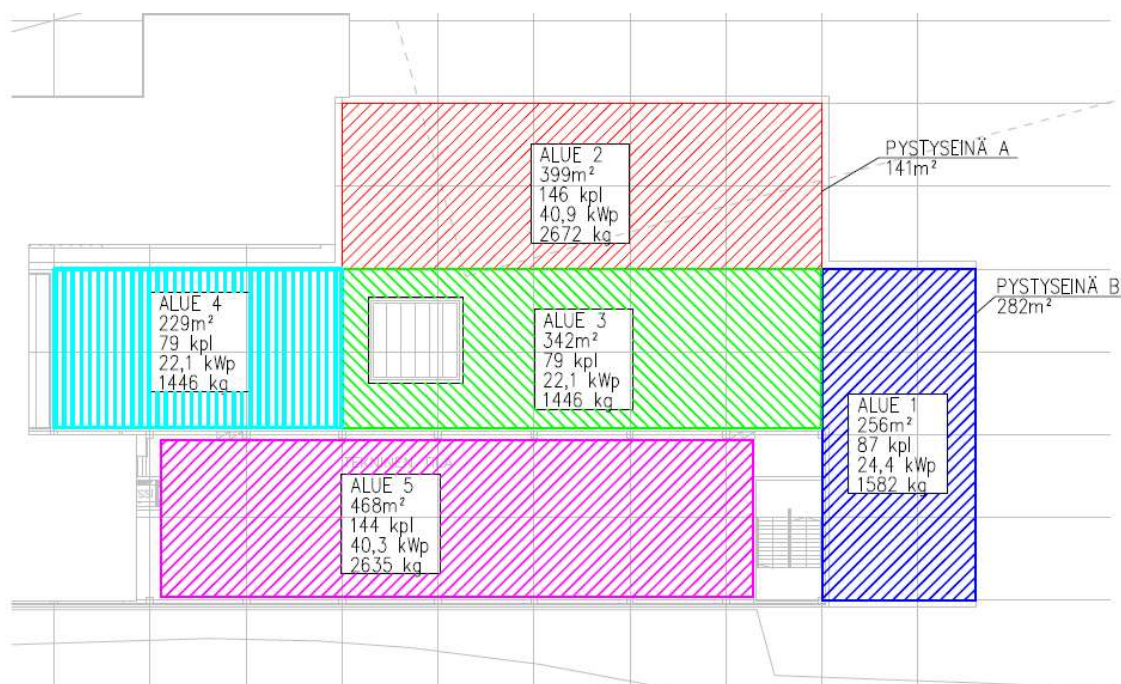 ALUE 2
399m²
146 kpl
40,9 kWp
2672 kg
PYSTYSEINÄ A
141m²
ALUE 4
229m²
79 kpl
22,1 kWp
1446 kg
ALUE 3
342m²
79 kpl
22,1 kWp
1446 kg
PYSTYSEINÄ B
282m²
ALUE 1
256m²
87 kpl
24,4 kWp
1582 kg
ALUE 5
468m²
144 kpl
40,3 kWp
2635 kg